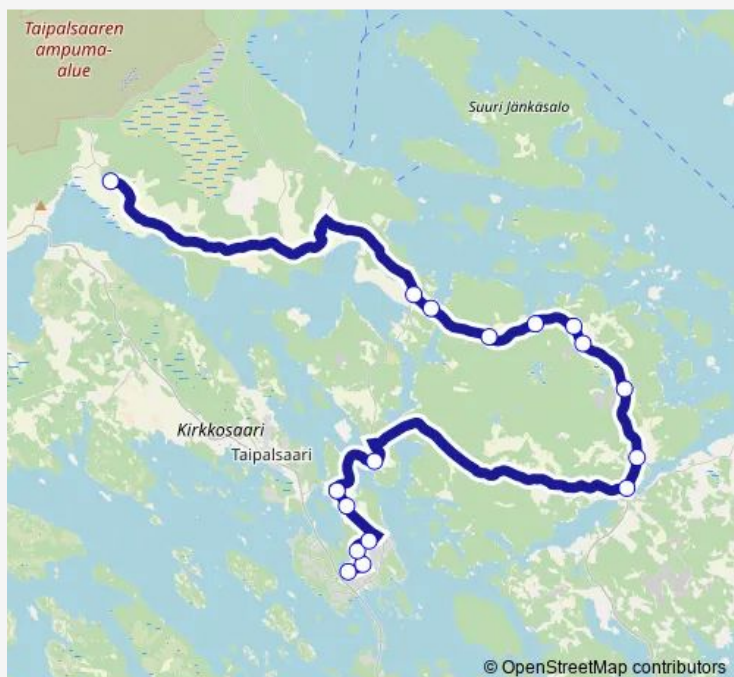 Taipalsaaren
ampuma-
alue
Suuri Jänkäsalo
Kirkkosaari
Taipalsaari
© OpenStreetMap contributors